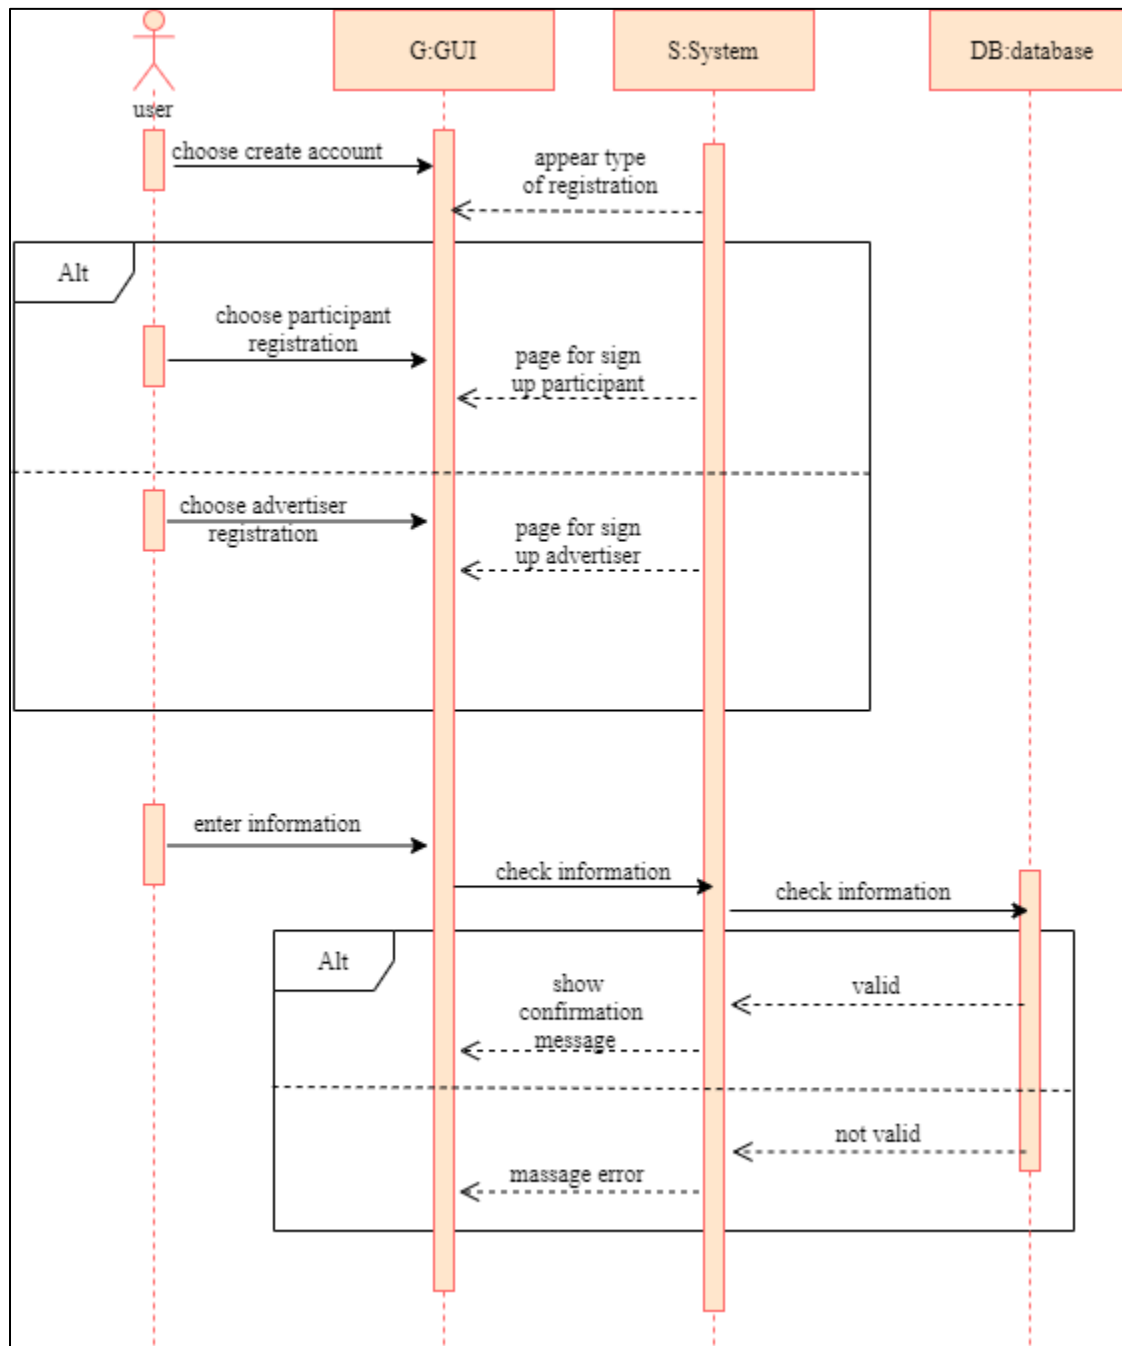 G:GUI
S:System
DB:database
user
choose create account
appear type
of registration
Alt
choose participant
registration
page for sign
up participant
choose advertiser
registration
page for sign
up advertiser
enter information
check information
check information
Alt
show
confirmation
message
valid
not valid
massage error